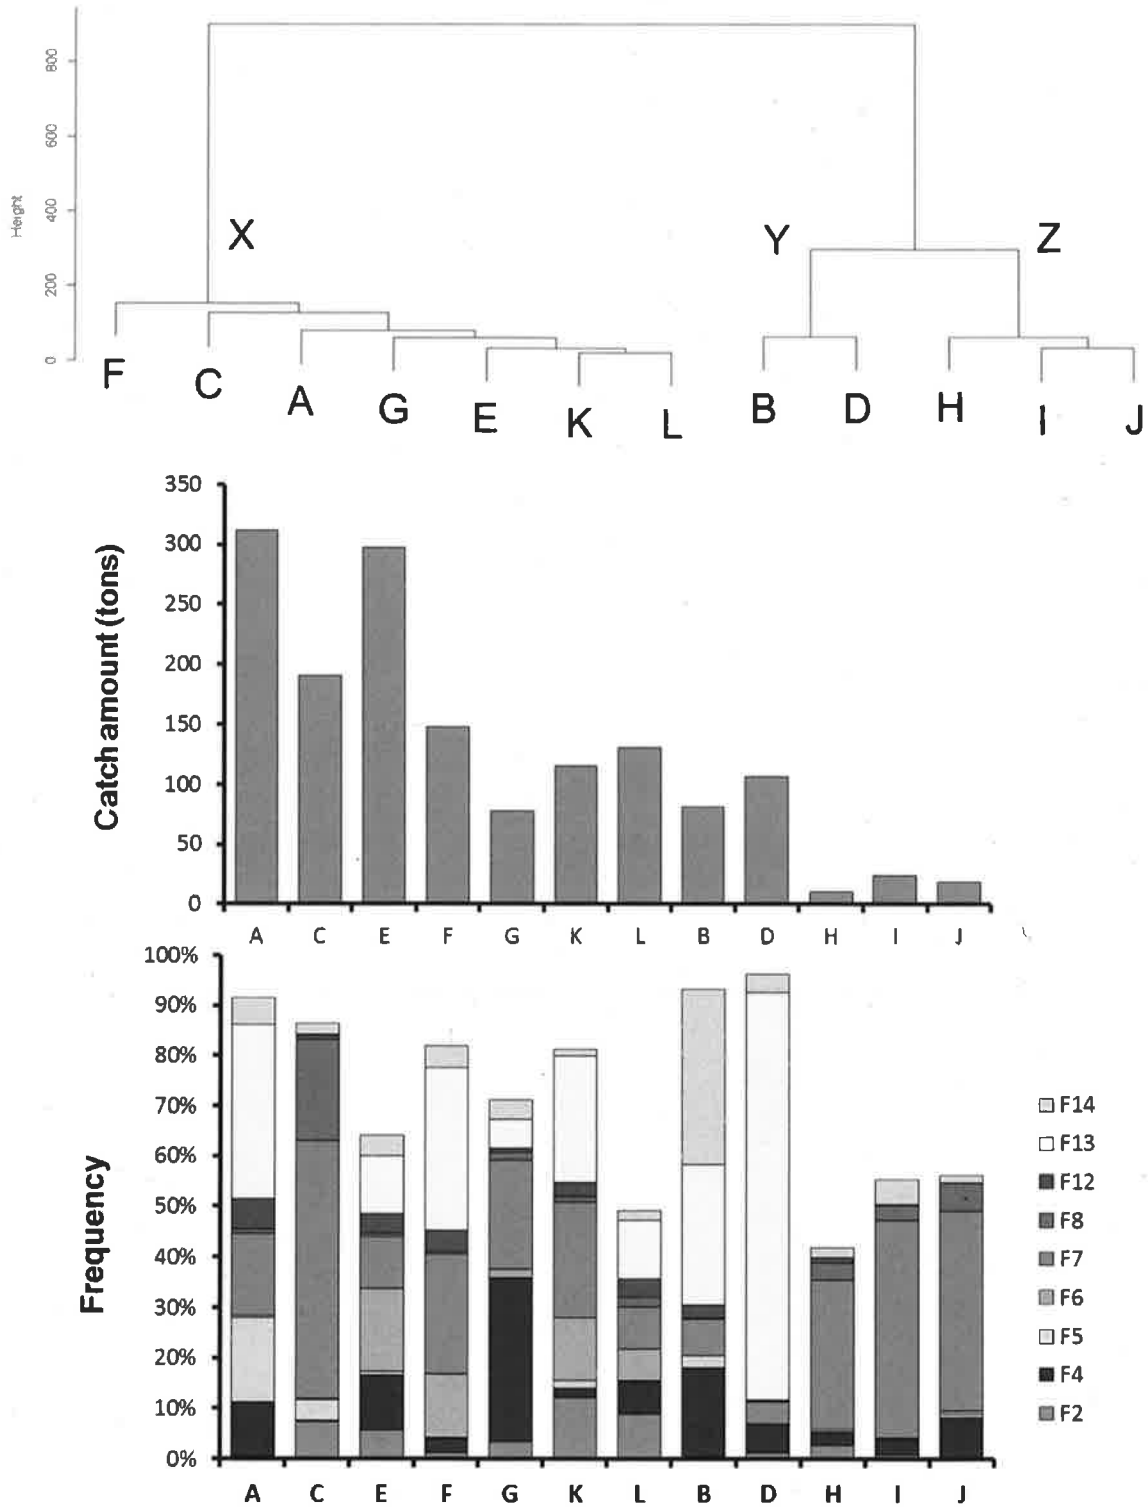 Height
800
600
400
200
0
X
Y
Z
F
C
A
G
E
K
L
B
D
H
I
J
Catch amount (tons)
350
300
250
200
150
100
50
0
A C E F G K L B D H I J
Frequency
100%
90%
80%
70%
60%
50%
40%
30%
20%
10%
0%
F14
F13
F12
F8
F7
F6
F5
F4
F2
A C E F G K L B D H I J